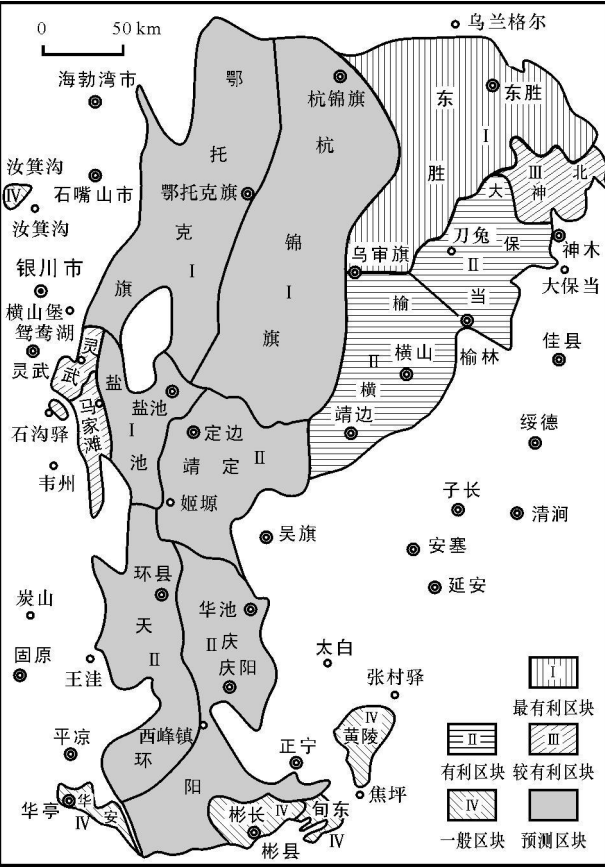 0 50 km
乌兰格尔
海勃湾市
鄂
杭锦旗
东
东胜
I
托
杭
汝箕沟
IV
石嘴山市
鄂托克旗
胜
III
北
神
大
汝箕沟
克
锦
刀兔
保
神木
银川市
I
乌审旗
II
大保当
旗
I
横山堡
榆
当
鸳鸯湖
灵
旗
II
横山
榆林
佳县
灵武
武
盐
盐池
横
马家滩
I
定边
靖边
绥德
石沟驿
池
靖 定
II
韦州
姬塬
子长
清涧
吴旗
安塞
环县
延安
炭山
天
华池
II
庆
太白
固原
II
庆阳
王洼
张村驿
I
最有利区块
西峰镇
IV
黄陵
II
III
平凉
正宁
有利区块
较有利区块
环
阳
焦坪
华亭
华
安
IV
彬长
IV
旬东
IV
IV
彬县
一般区块
预测区块